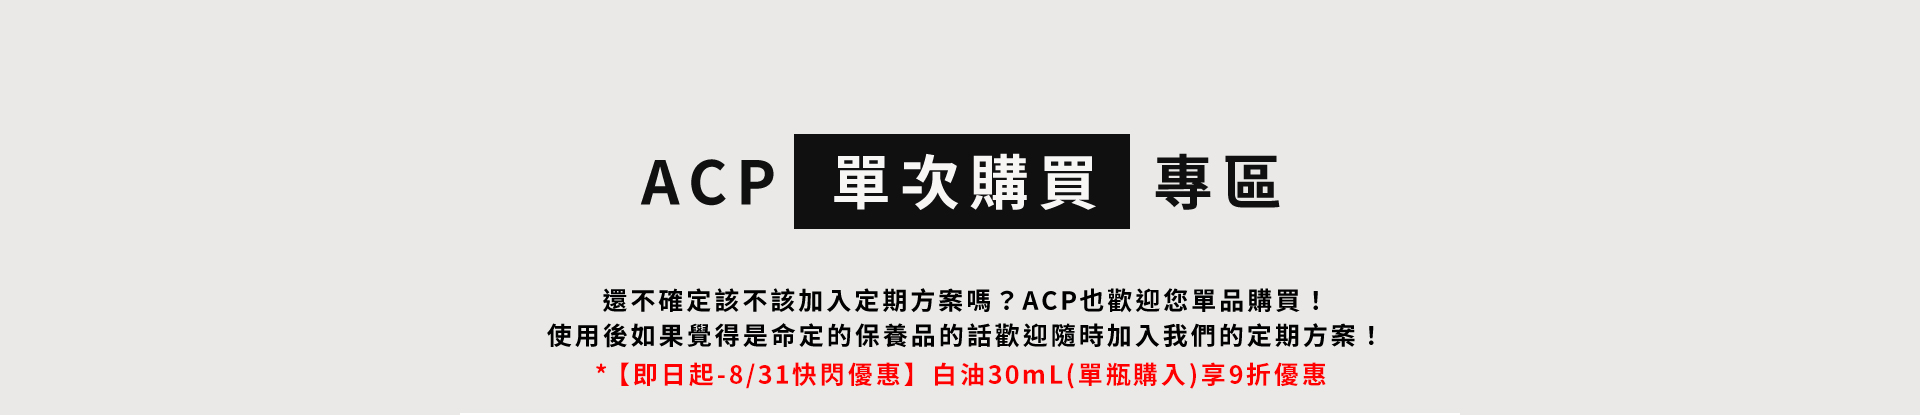 ACP 單次購買 專區
還不確定該不該加入定期方案嗎？ACP也歡迎您單品購買！
使用後如果覺得是命定的保養品的話歡迎隨時加入我們的定期方案！
*【即日起-8/31快閃優惠】白油30mL(單瓶購入)享9折優惠